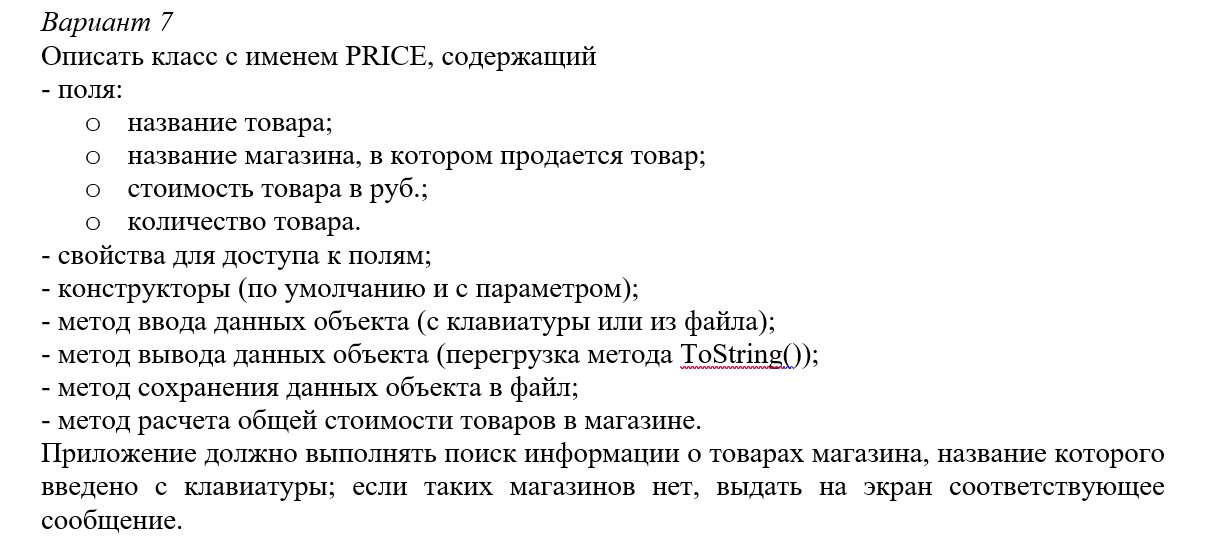 Вариант 7
Описать класс с именем PRICE, содержащий
- поля:
o название товара;
o название магазина, в котором продается товар;
o стоимость товара в руб.;
o количество товара.
- свойства для доступа к полям;
- конструкторы (по умолчанию и с параметром);
- метод ввода данных объекта (с клавиатуры или из файла);
- метод вывода данных объекта (перегрузка метода ToString());
- метод сохранения данных объекта в файл;
- метод расчета общей стоимости товаров в магазине.
Приложение должно выполнять поиск информации о товарах магазина, название которого
введено с клавиатуры; если таких магазинов нет, выдать на экран соответствующее
сообщение.